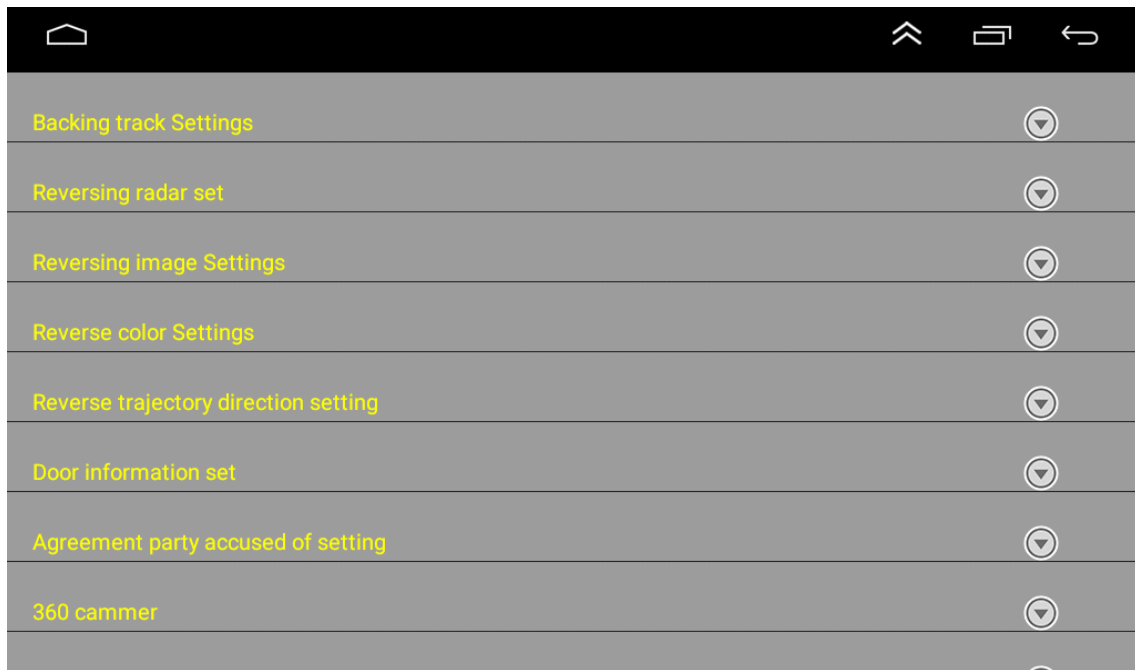 Backing track Settings
Reversing radar set
Reversing image Settings
Reverse color Settings
Reverse trajectory direction setting
Door information set
Agreement party accused of setting
360 cammer